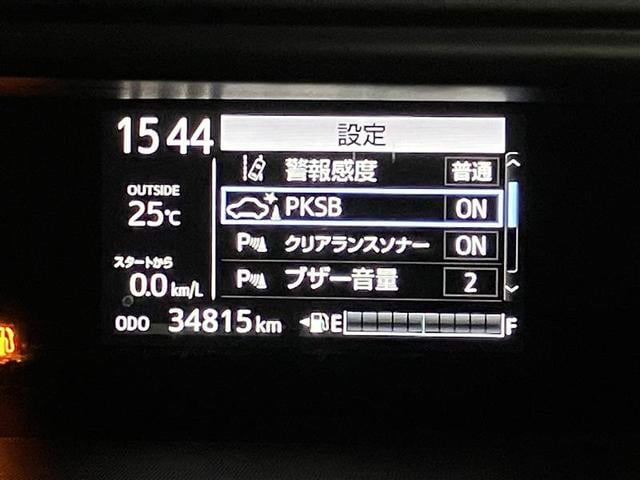 15 44
設定
警報感度 普通
OUTSIDE
25℃
PKSB ON
クリアランスソナー ON
スタートから
0.0 km/L
ブザー音量 2
ODO 34815 km
E F